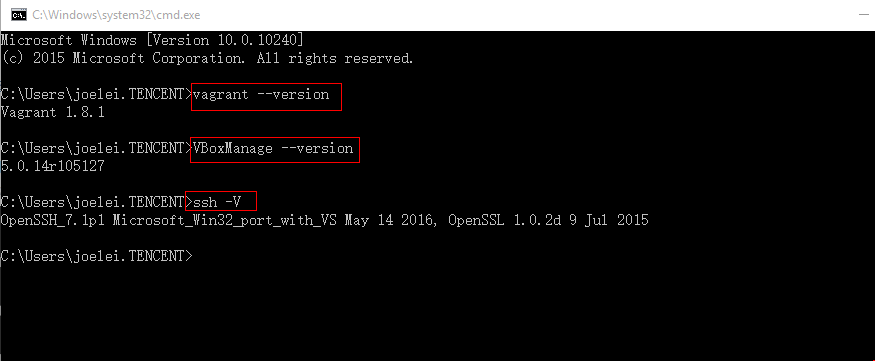 C:\Windows\system32\cmd.exe
Microsoft Windows [Version 10.0.10240]
(c) 2015 Microsoft Corporation. All rights reserved.
C:\Users\joelei.TENCENT>vagrant --version
Vagrant 1.8.1
C:\Users\joelei.TENCENT>VBoxManage --version
5.0.14r105127
C:\Users\joelei.TENCENT>ssh -V
OpenSSH_7.1p1 Microsoft_Win32_port_with_VS May 14 2016, OpenSSL 1.0.2d 9 Jul 2015
C:\Users\joelei.TENCENT>